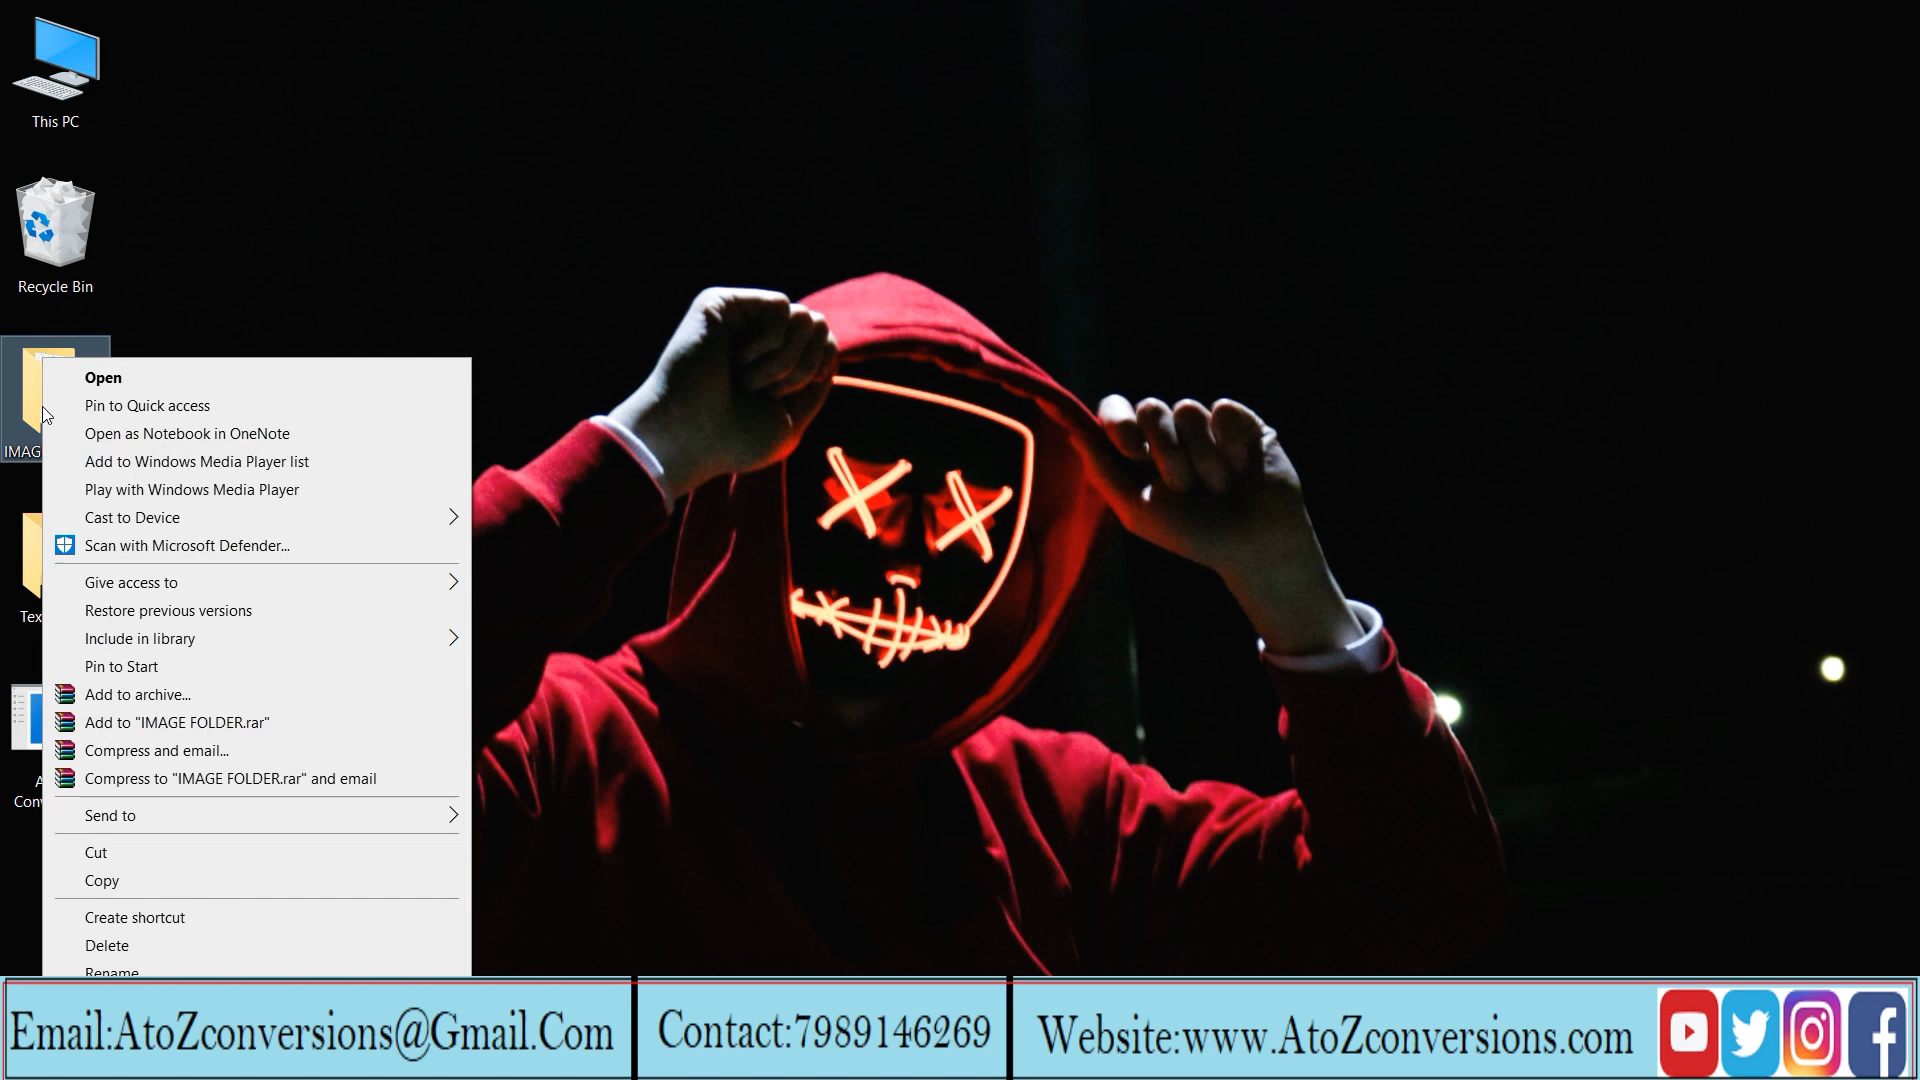 This PC
Recycle Bin
IMAG
Tex
A
Con
Open
Pin to Quick access
Open as Notebook in OneNote
Add to Windows Media Player list
Play with Windows Media Player
Cast to Device
Scan with Microsoft Defender...
Give access to
Restore previous versions
Include in library
Pin to Start
Add to archive...
Add to "IMAGE FOLDER.rar"
Compress and email...
Compress to "IMAGE FOLDER.rar" and email
Send to
Cut
Copy
Create shortcut
Delete
Rename
Email:AtoZconversions@Gmail.Com
Contact:7989146269
Website:www.AtoZconversions.com